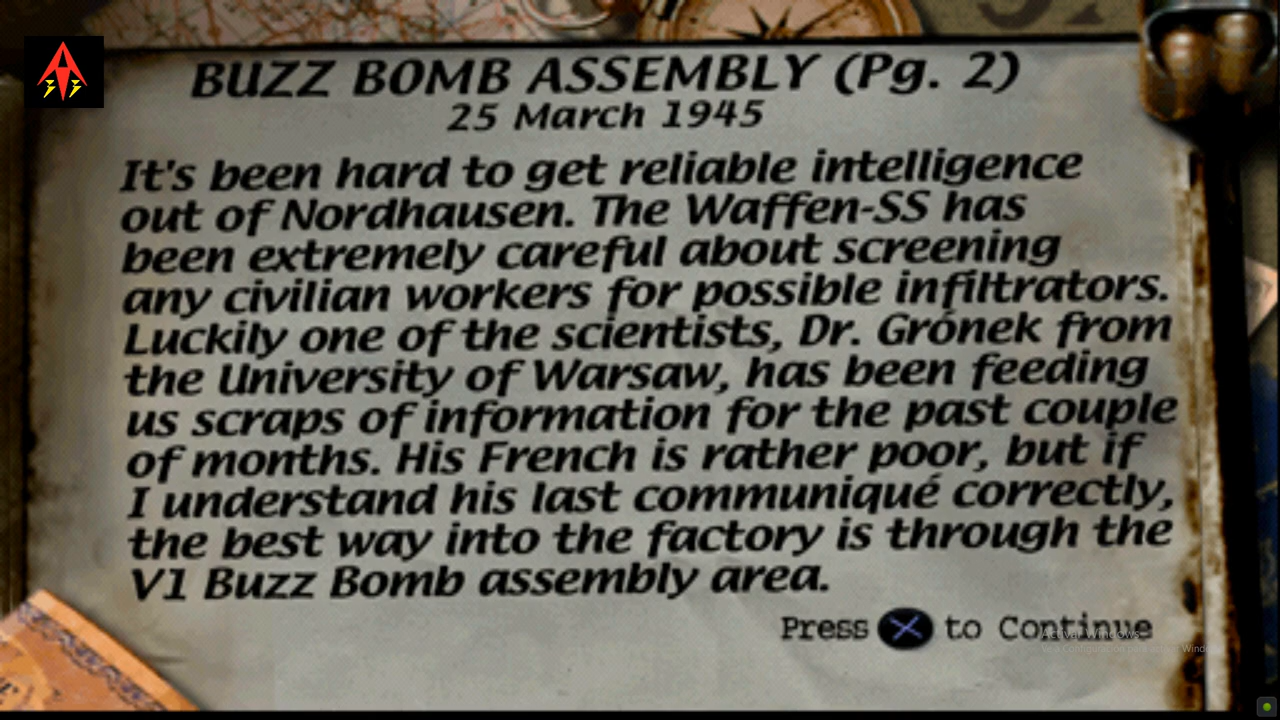 BUZZ BOMB ASSEMBLY (Pg. 2)
25 March 1945
It's been hard to get reliable intelligence
out of Nordhausen. The Waffen-SS has
been extremely careful about screening
any civilian workers for possible infiltrators.
Luckily one of the scientists, Dr. Grónek from
the University of Warsaw, has been feeding
us scraps of information for the past couple
of months. His French is rather poor, but if
I understand his last communiqué correctly,
the best way into the factory is through the
V1 Buzz Bomb assembly area.
Press X to Continue
Activar Windows